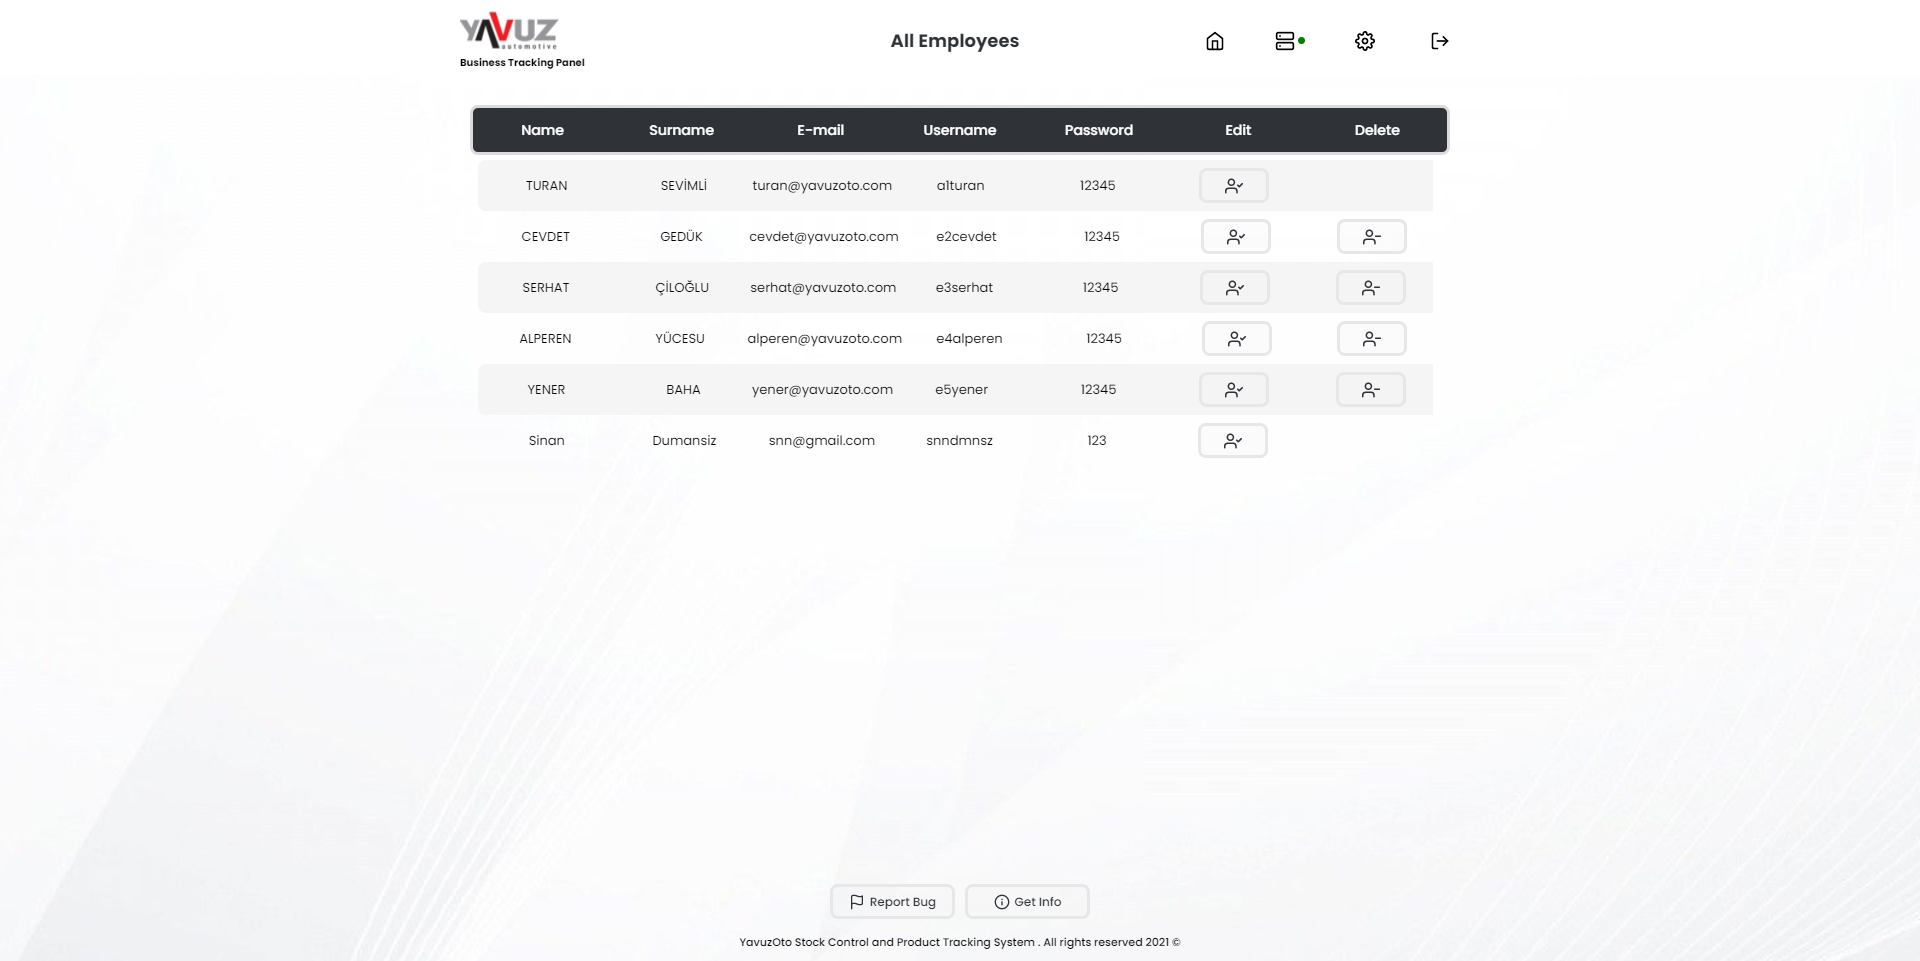 YAVUZ
automotive
Business Tracking Panel
All Employees
Name Surname E-mail Username Password Edit Delete
TURAN SEVİMLİ turan@yavuzoto.com a1turan 12345
CEVDET GEDÜK cevdet@yavuzoto.com e2cevdet 12345
SERHAT ÇİLOĞLU serhat@yavuzoto.com e3serhat 12345
ALPEREN YÜCESU alperen@yavuzoto.com e4alperen 12345
YENER BAHA yener@yavuzoto.com e5yener 12345
Sinan Dumansiz snn@gmail.com snndmnsz 123
Report Bug Get Info
YavuzOto Stock Control and Product Tracking System . All rights reserved 2021 ©